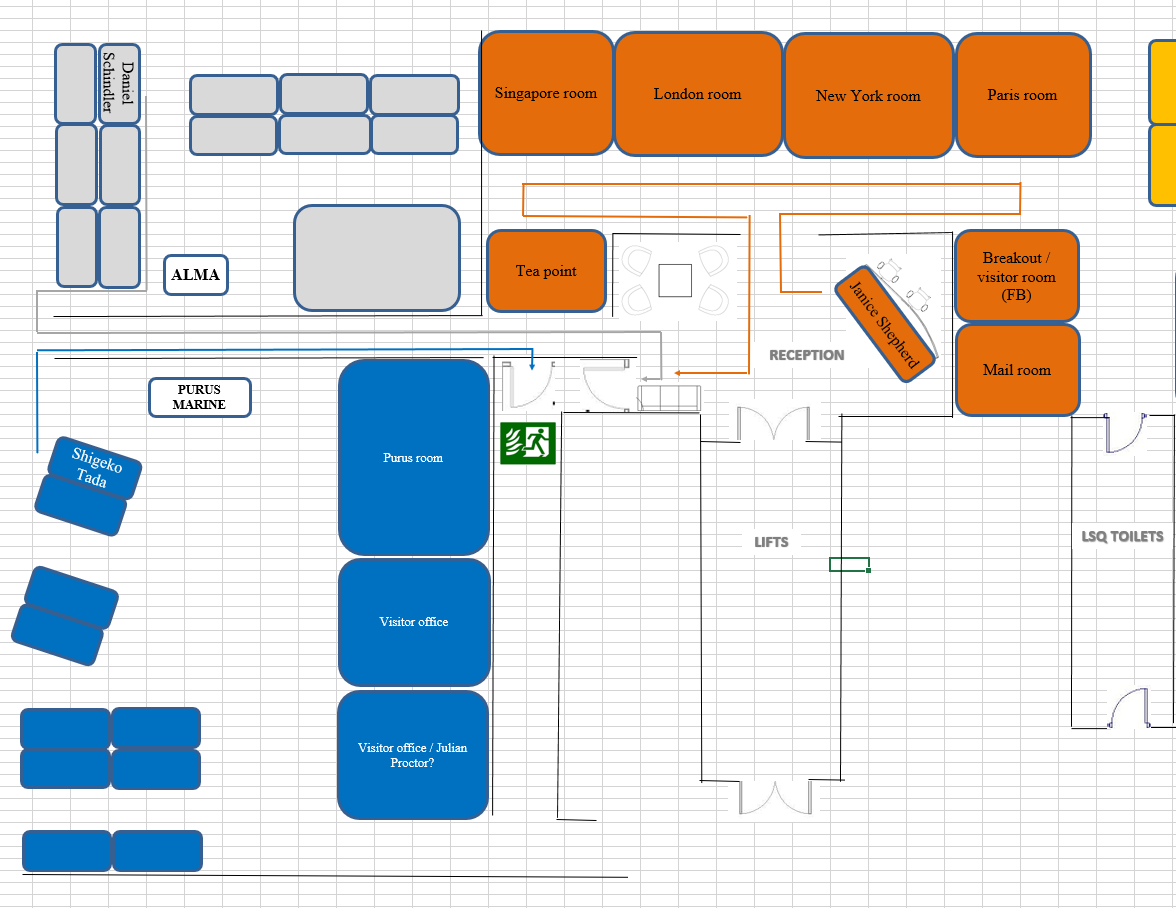 Daniel
Schindler
Singapore room
London room
New York room
Paris room
ALMA
Tea point
Breakout /
visitor room
(FB)
Janice Shepherd
RECEPTION
Mail room
PURUS
MARINE
Shigeko
Tada
Purus room
LIFTS
LSQ TOILETS
Visitor office
Visitor office / Julian
Proctor?